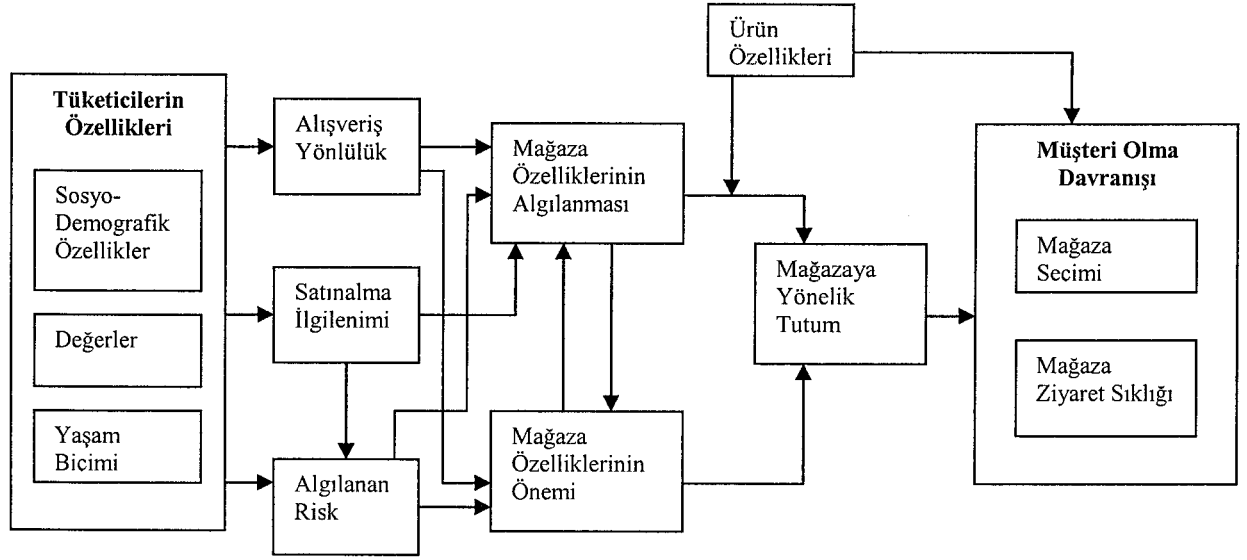 Ürün
Özellikleri
Tüketicilerin
Özellikleri
Sosyo-
Demografik
Özellikler
Değerler
Yaşam
Bicimi
Alışveriş
Yönlülük
Satınalma
İlgilenimi
Algılanan
Risk
Mağaza
Özelliklerinin
Algılanması
Mağaza
Özelliklerinin
Önemi
Mağazaya
Yönelik
Tutum
Müşteri Olma
Davranışı
Mağaza
Secimi
Mağaza
Ziyaret Sıklığı